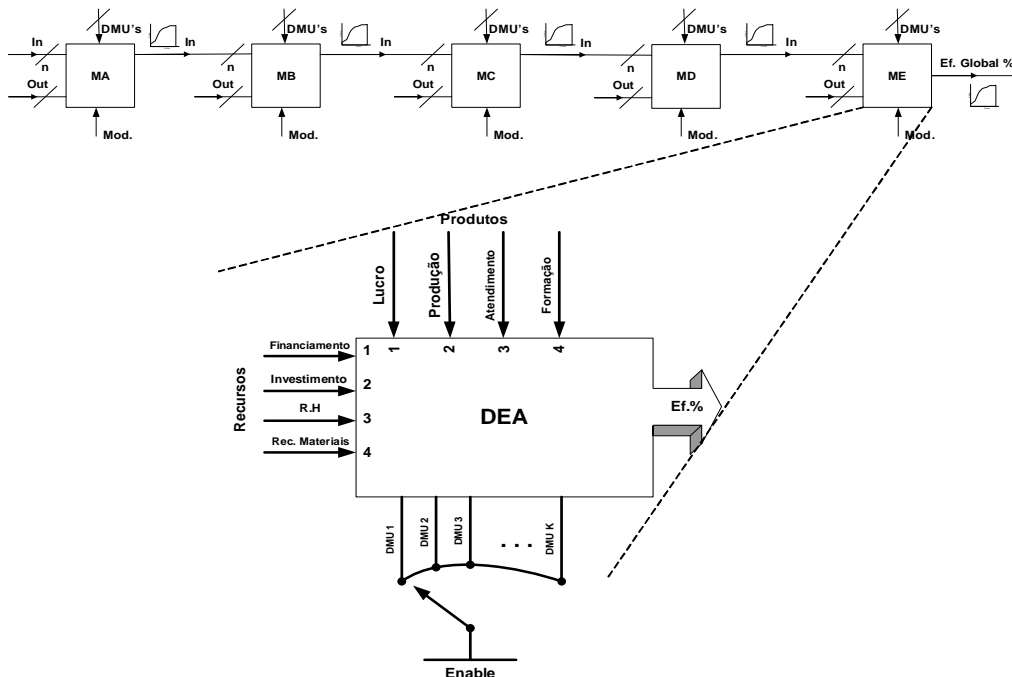 DMU's
DMU's
DMU's
DMU's
DMU's
In
In
In
In
In
n
n
n
n
n
MA
MB
MC
MD
ME
Ef. Global %
Out
Out
Out
Out
Out
Mod.
Mod.
Mod.
Mod.
Mod.
Produtos
Lucro
Produção
Atendimento
Formação
1
2
3
4
Recursos
Financiamento
1
Investimento
2
R.H
3
Rec. Materiais
4
DEA
Ef.%
DMU 1
DMU 2
DMU 3
. . .
DMU K
Enable